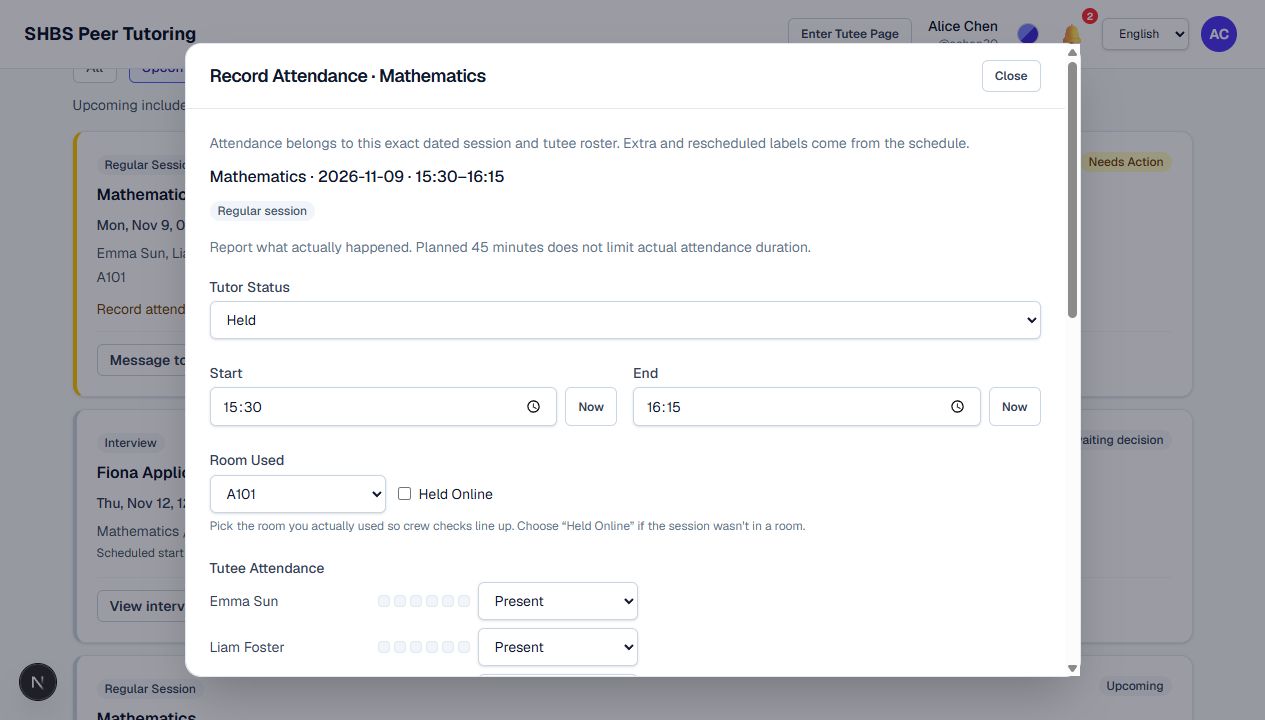 SHBS Peer Tutoring
Enter Tutee Page
Alice Chen
2
English
AC
Upcoming include
Regular Sessio
Needs Action
Mathematic
Mon, Nov 9, 0
Emma Sun, Lia
A101
Record attend
Message to
Interview
aiting decision
Fiona Applic
Thu, Nov 12, 1
Mathematics
Scheduled start
View interv
Regular Session
Upcoming
Mathematics
N
Record Attendance · Mathematics
Close
Attendance belongs to this exact dated session and tutee roster. Extra and rescheduled labels come from the schedule.
Mathematics · 2026-11-09 · 15:30–16:15
Regular session
Report what actually happened. Planned 45 minutes does not limit actual attendance duration.
Tutor Status
Held
Start
End
15:30
Now
16:15
Now
Room Used
A101
Held Online
Pick the room you actually used so crew checks line up. Choose “Held Online” if the session wasn't in a room.
Tutee Attendance
Emma Sun
Present
Liam Foster
Present